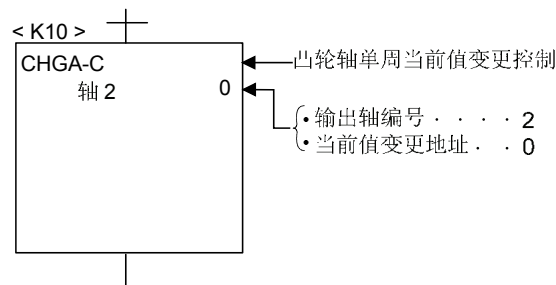 < K10 >
CHGA-C
轴 2
0
凸轮轴单周当前值变更控制
• 输出轴编号 · · · · 2
• 当前值变更地址 · · 0